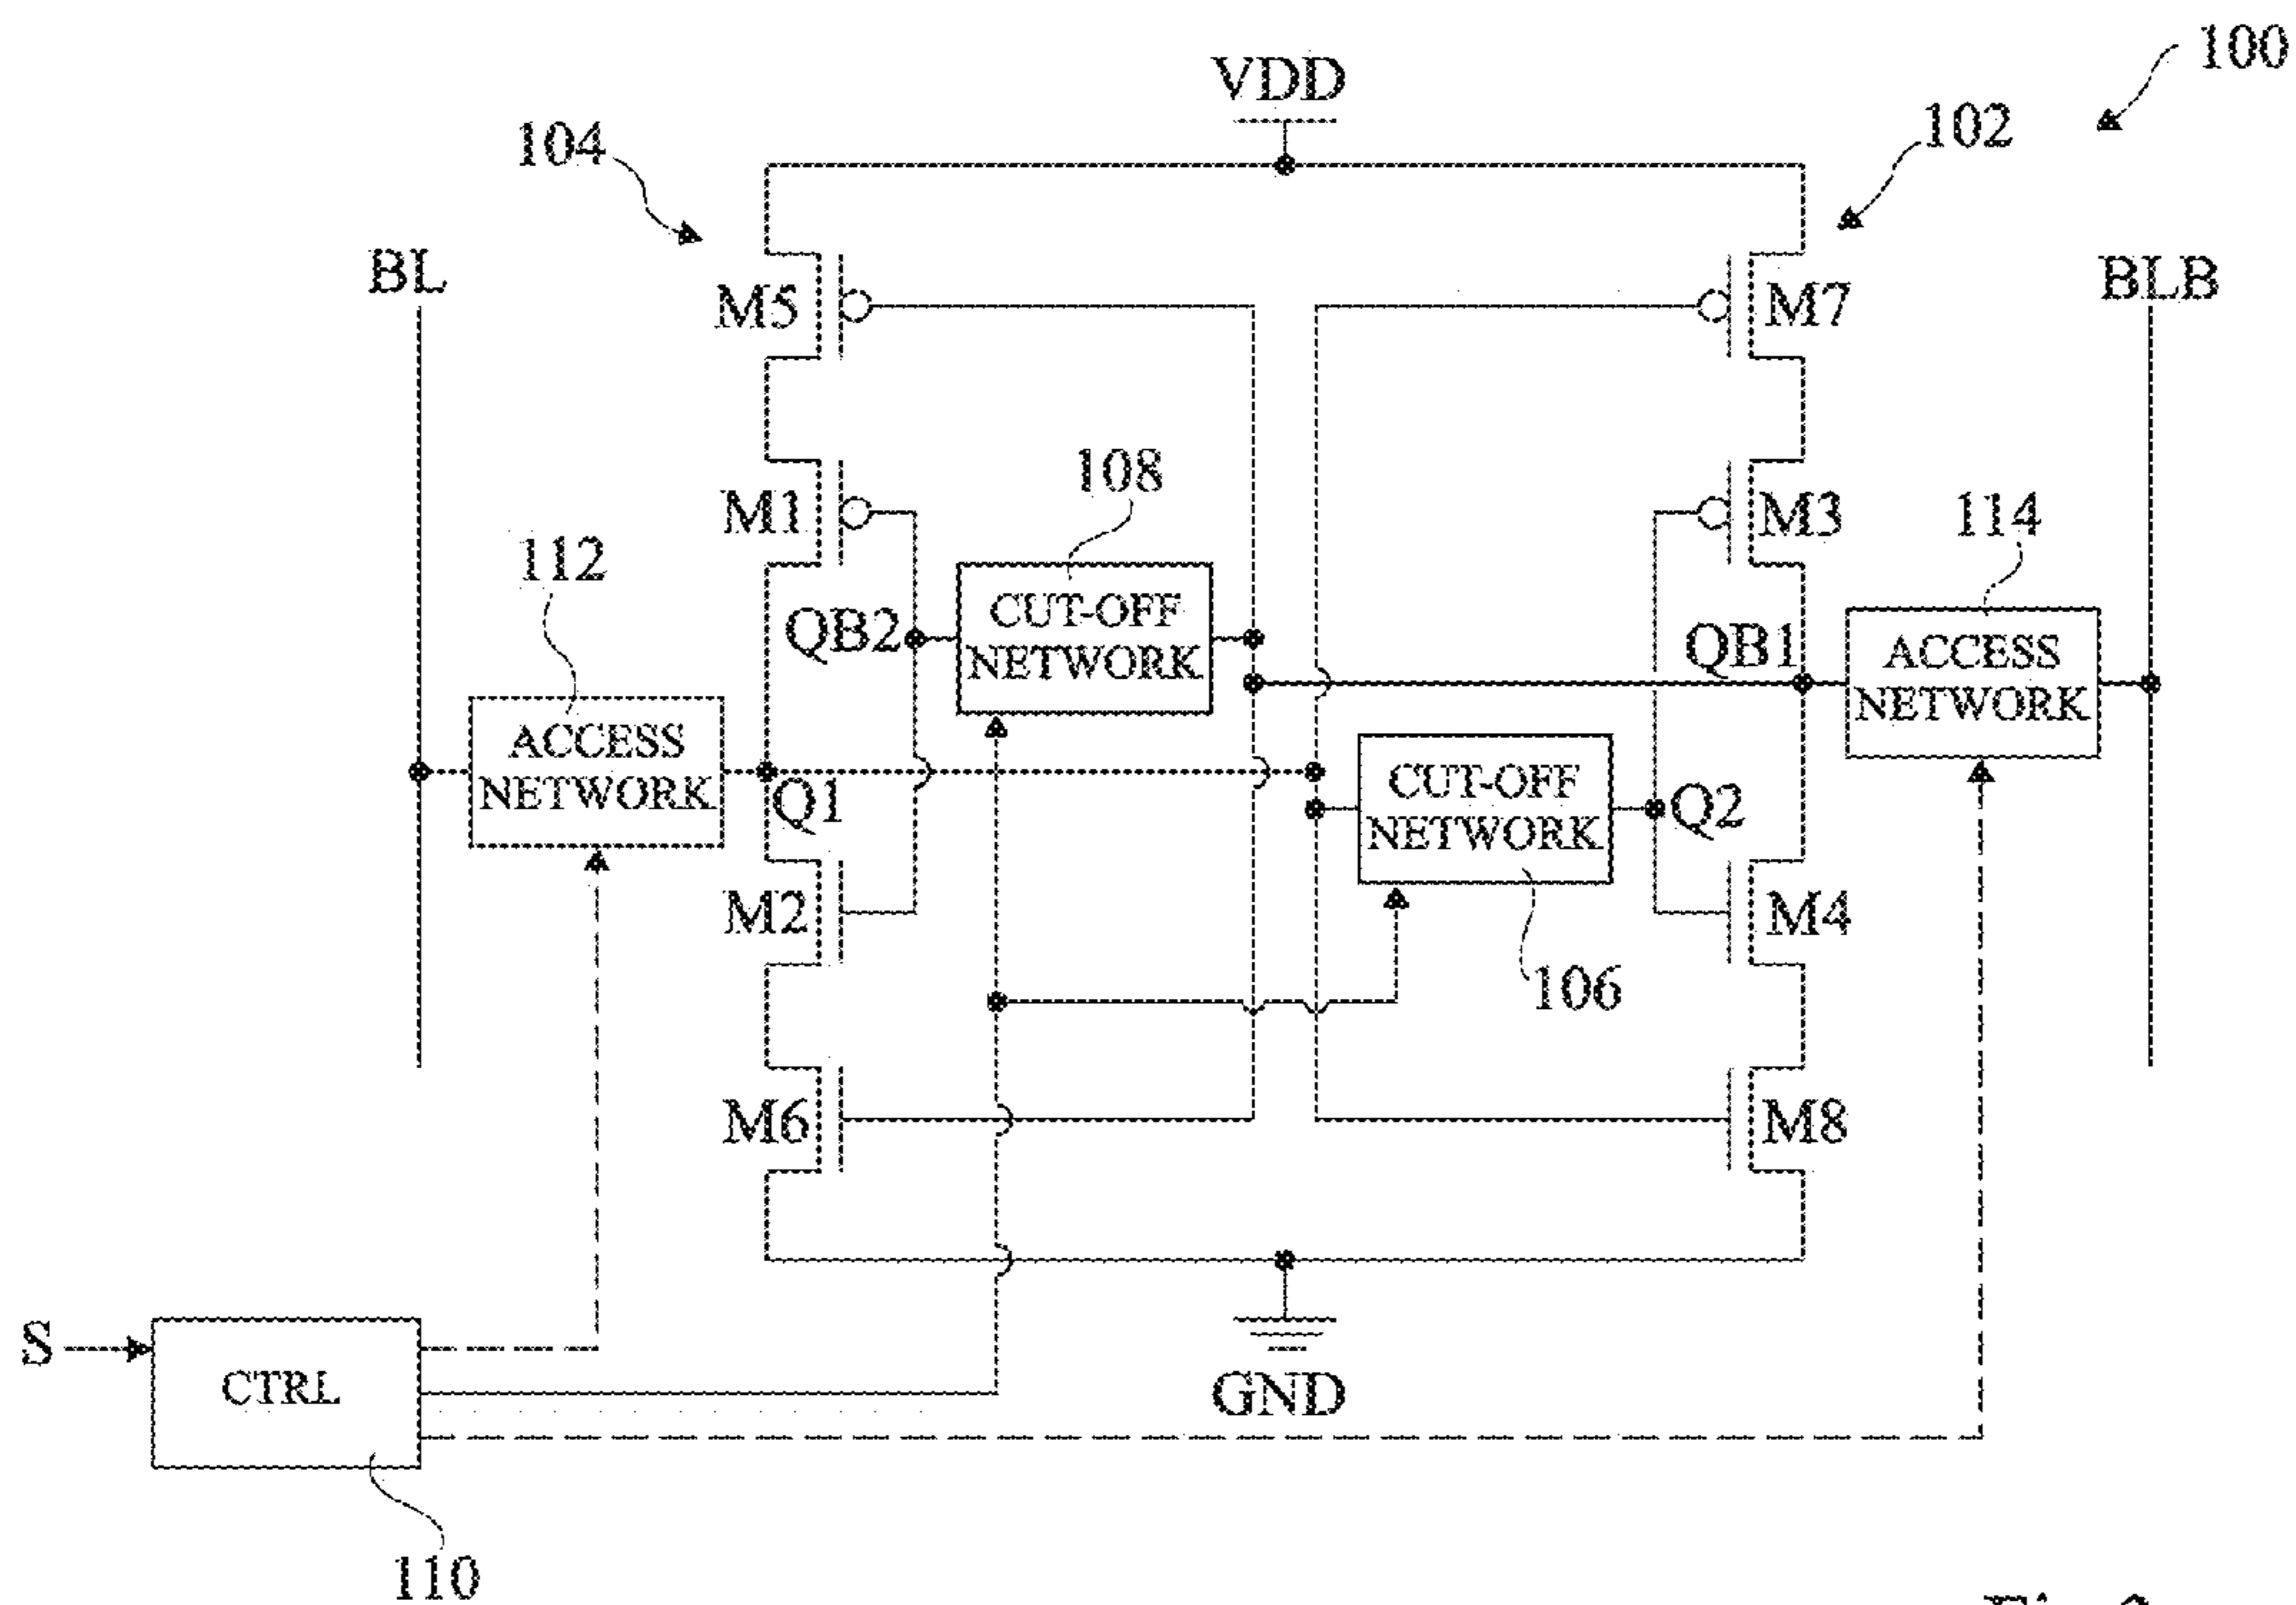 100
VDD
104
102
BL
M5
M7
BLB
108
M1
M3
114
112
CUT-OFF
NETWORK
QB2
QB1
ACCESS
NETWORK
ACCESS
NETWORK
Q1
CUT-OFF
NETWORK
Q2
M2
M4
106
M6
M8
S
CTRL
GND
110